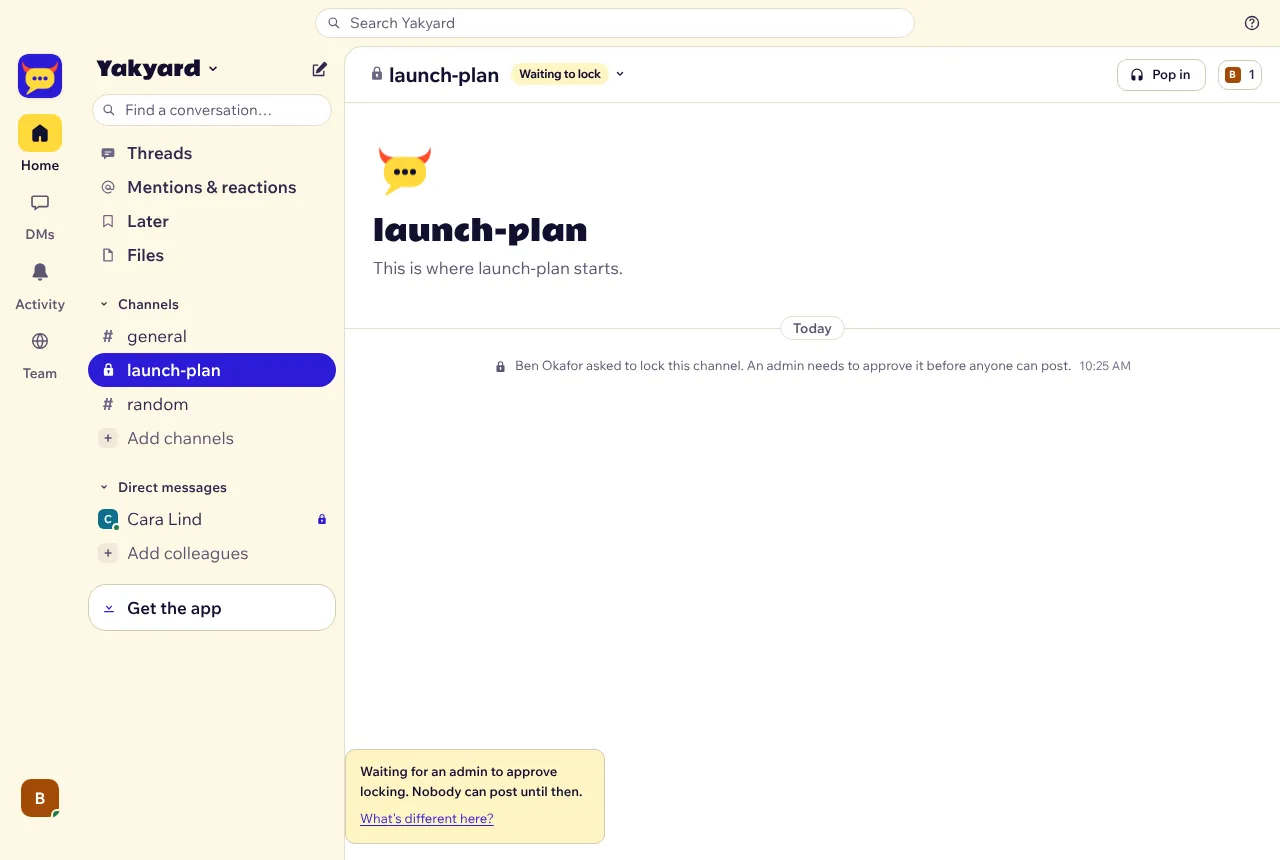 Search Yakyard
Yakyard
Find a conversation…
Home
DMs
Activity
Team
B
Threads
Mentions & reactions
Later
Files
Channels
# general
launch-plan
# random
+ Add channels
Direct messages
C Cara Lind
+ Add colleagues
Get the app
launch-plan Waiting to lock
Pop in
B 1
launch-plan
This is where launch-plan starts.
Today
Ben Okafor asked to lock this channel. An admin needs to approve it before anyone can post. 10:25 AM
Waiting for an admin to approve
locking. Nobody can post until then.
What's different here?